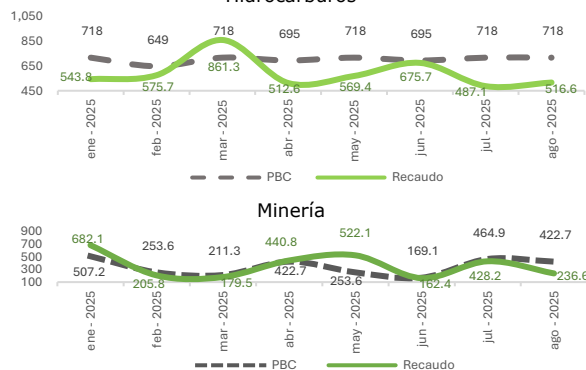 Hidrocarburos
1,050
850
650
450
718 649 718 695 718 695 718 718
543.8 575.7 861.3 512.6 569.4 675.7 487.1 516.6
ene - 2025 feb - 2025 mar - 2025 abr - 2025 may - 2025 jun - 2025 jul - 2025 ago - 2025
PBC Recaudo
Minería
900
700
500
300
100
682.1 205.8 179.5 440.8 522.1 162.4 428.2 236.6
507.2 253.6 211.3 422.7 253.6 169.1 464.9 422.7
ene - 2025 feb - 2025 mar - 2025 abr - 2025 may - 2025 jun - 2025 jul - 2025 ago - 2025
PBC Recaudo